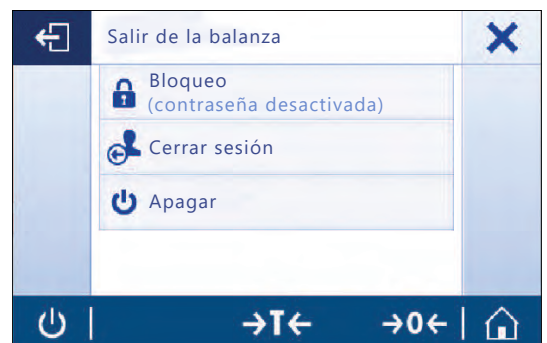 Salir de la balanza
Bloqueo
(contraseña desactivada)
Cerrar sesión
Apagar
→T← →0←